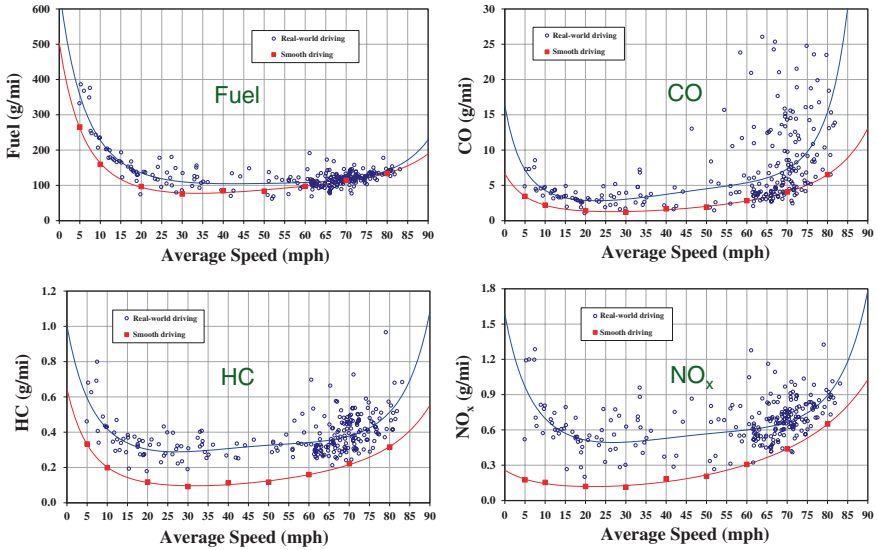 600
500
400
300
200
100
0
Fuel (g/mi)
Real-world driving
Smooth driving
Fuel
0 5 10 15 20 25 30 35 40 45 50 55 60 65 70 75 80 85 90
Average Speed (mph)
30
25
20
15
10
5
0
CO (g/mi)
Real-world driving
Smooth driving
CO
0 5 10 15 20 25 30 35 40 45 50 55 60 65 70 75 80 85 90
Average Speed (mph)
1.2
1.0
0.8
0.6
0.4
0.2
0.0
HC (g/mi)
Real-world driving
Smooth driving
HC
0 5 10 15 20 25 30 35 40 45 50 55 60 65 70 75 80 85 90
Average Speed (mph)
1.8
1.5
1.2
0.9
0.6
0.3
0.0
NOx (g/mi)
Real-world driving
Smooth driving
NOx
0 5 10 15 20 25 30 35 40 45 50 55 60 65 70 75 80 85 90
Average Speed (mph)